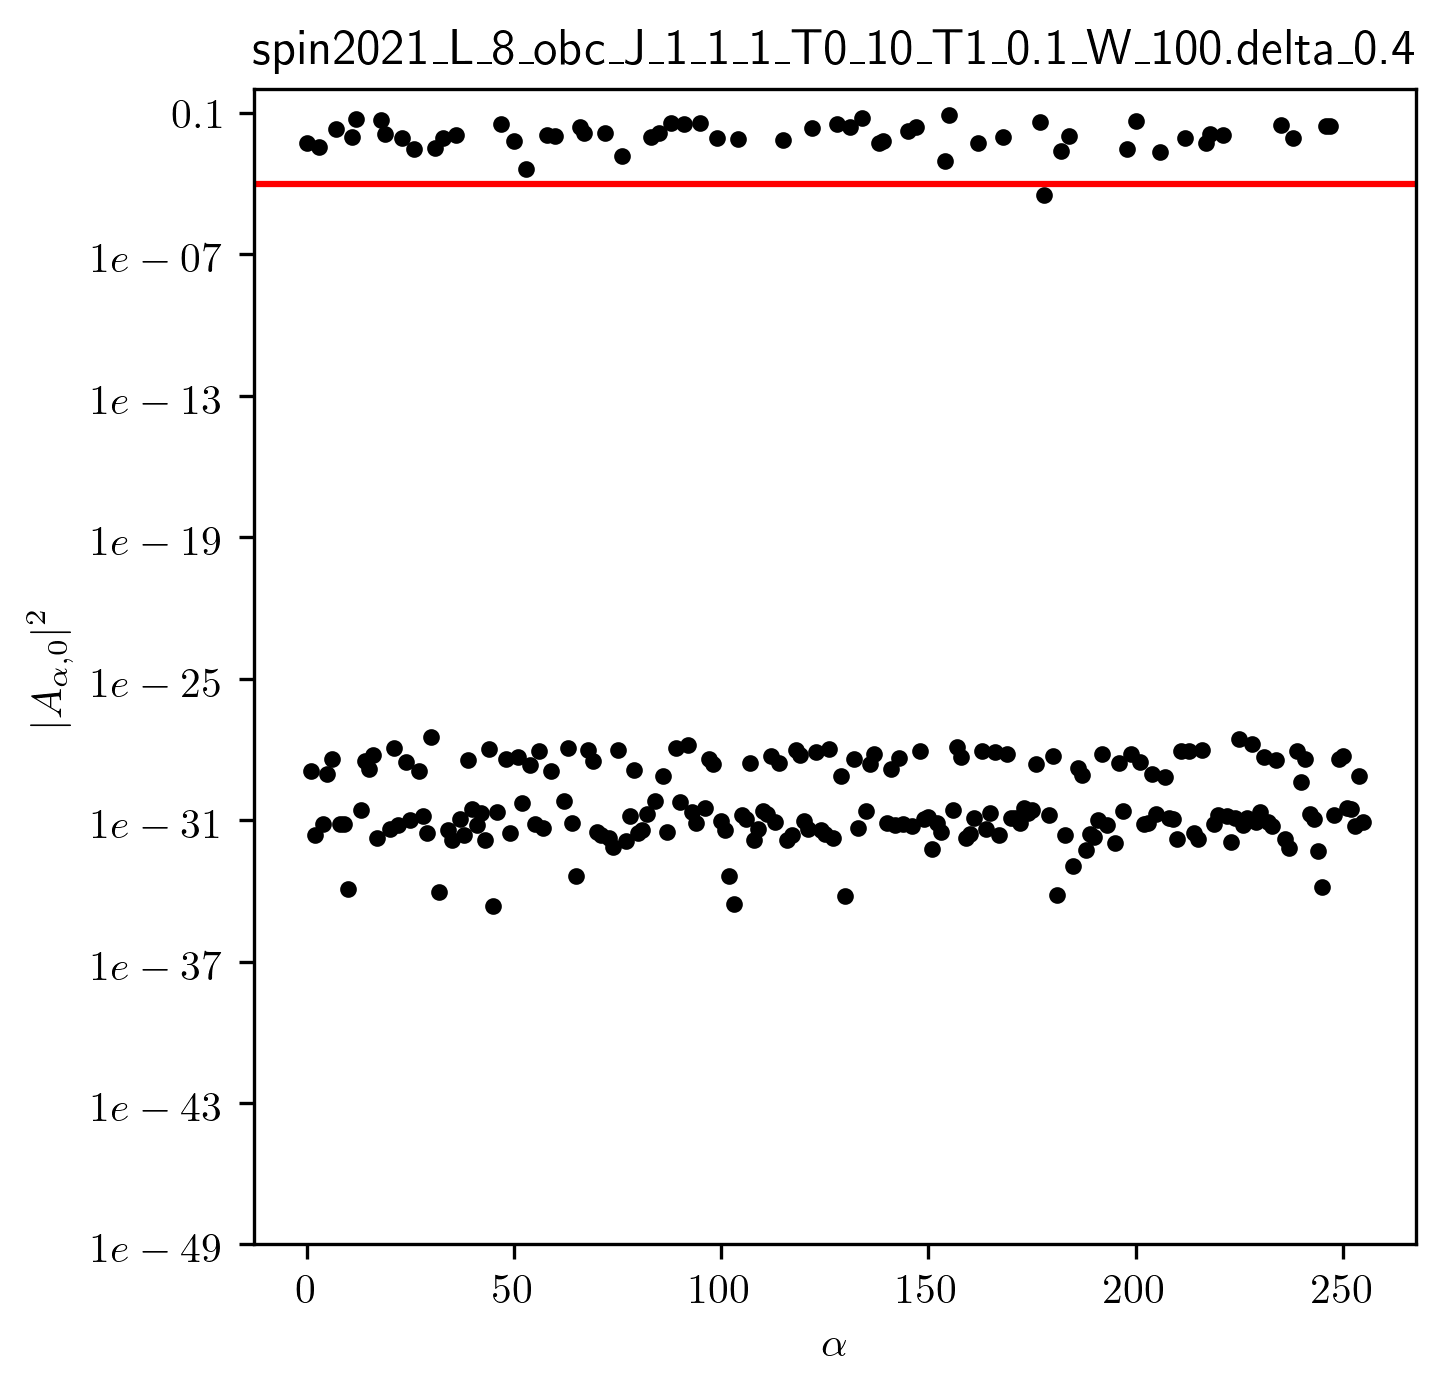 spin2021_L_8_obc_J_1_1_1_T0_10_T1_0.1_W_100.delta_0.4
0.1
1e − 07
1e − 13
1e − 19
1e − 25
1e − 31
1e − 37
1e − 43
1e − 49
|A_{α,0}|²
0 50 100 150 200 250
α